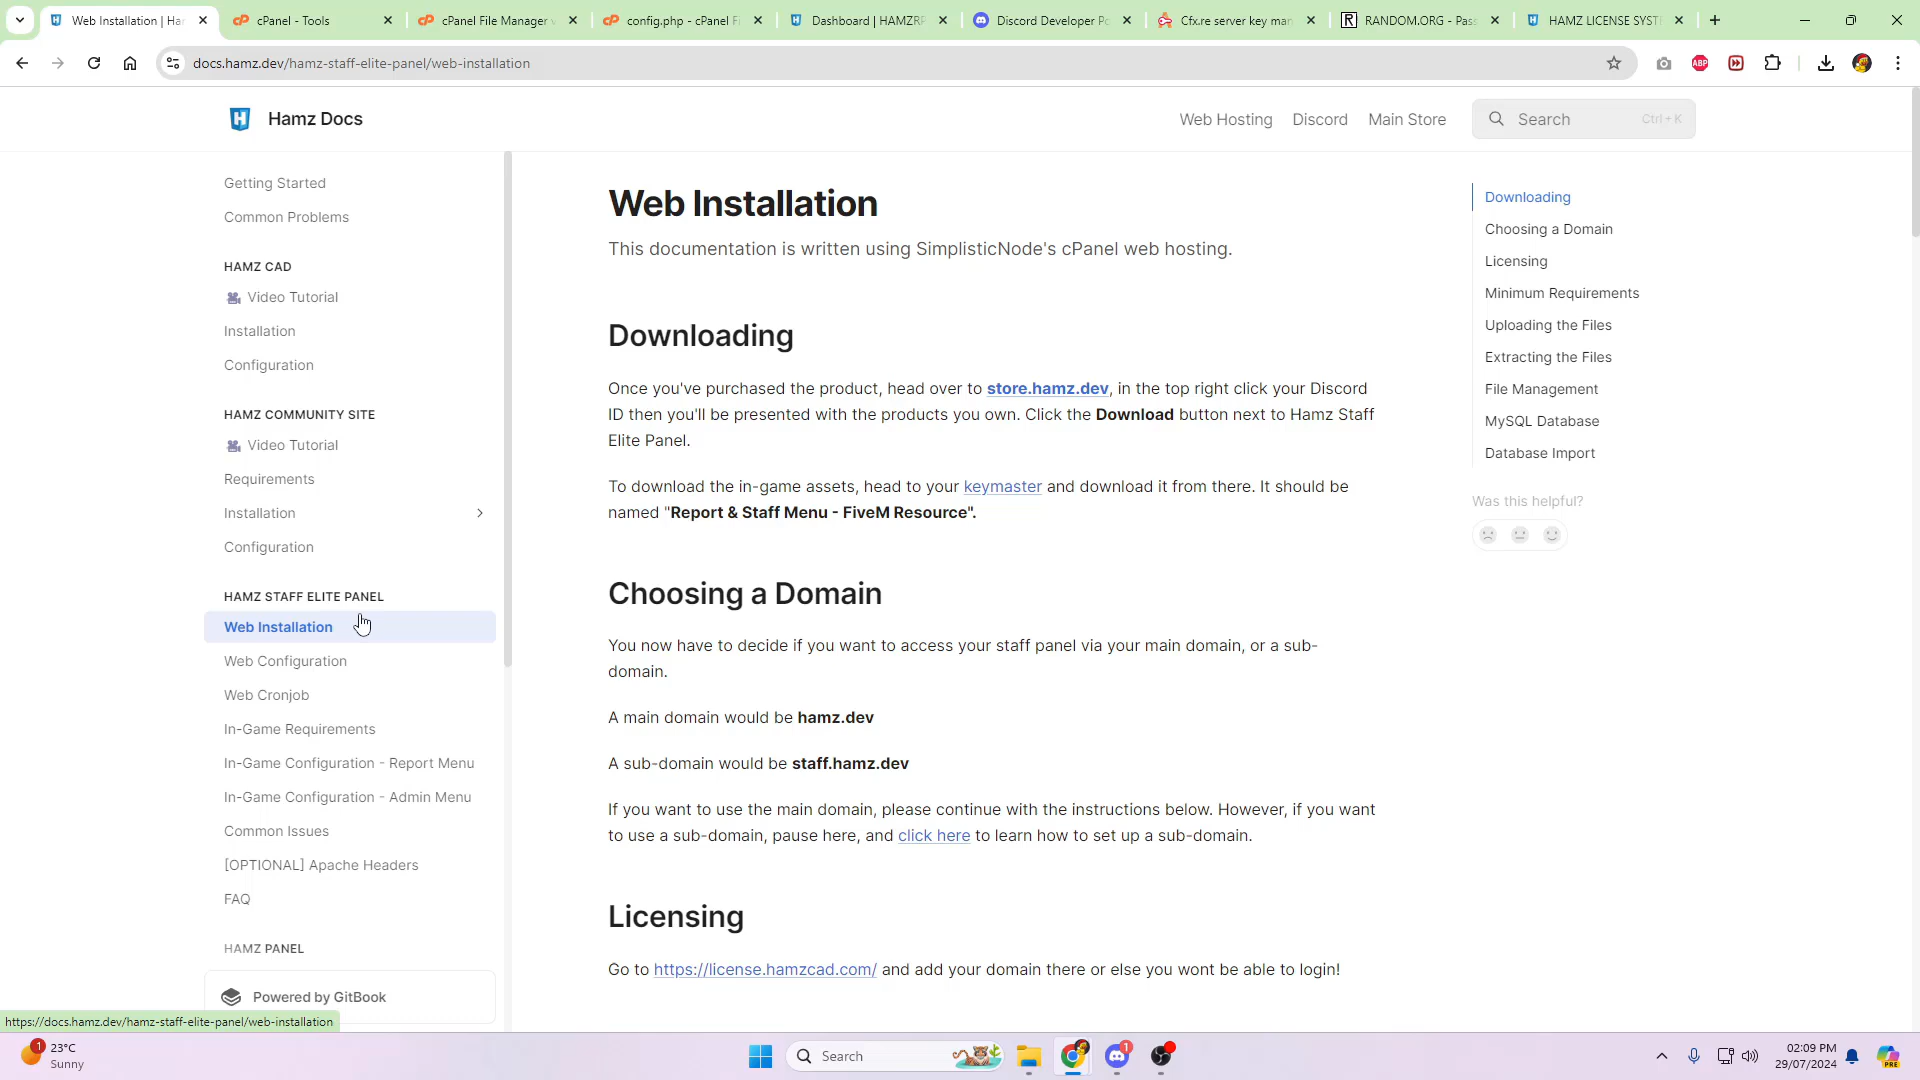 Web Installation | Ha
cPanel - Tools
cPanel File Manager v
config.php - cPanel F
Dashboard | HAMZRP
Discord Developer Po
Cfx.re server key man
RANDOM.ORG - Pass
HAMZ LICENSE SYSTE
docs.hamz.dev/hamz-staff-elite-panel/web-installation
ABP
Hamz Docs
Web Hosting
Discord
Main Store
Search
Ctrl + K
Getting Started
Common Problems
HAMZ CAD
Video Tutorial
Installation
Configuration
HAMZ COMMUNITY SITE
Video Tutorial
Requirements
Installation
Configuration
HAMZ STAFF ELITE PANEL
Web Installation
Web Configuration
Web Cronjob
In-Game Requirements
In-Game Configuration - Report Menu
In-Game Configuration - Admin Menu
Common Issues
[OPTIONAL] Apache Headers
FAQ
HAMZ PANEL
Powered by GitBook
https://docs.hamz.dev/hamz-staff-elite-panel/web-installation
Web Installation
This documentation is written using SimplisticNode's cPanel web hosting.
Downloading
Once you've purchased the product, head over to store.hamz.dev, in the top right click your Discord
ID then you'll be presented with the products you own. Click the Download button next to Hamz Staff
Elite Panel.
To download the in-game assets, head to your keymaster and download it from there. It should be
named "Report & Staff Menu - FiveM Resource".
Choosing a Domain
You now have to decide if you want to access your staff panel via your main domain, or a sub-
domain.
A main domain would be hamz.dev
A sub-domain would be staff.hamz.dev
If you want to use the main domain, please continue with the instructions below. However, if you want
to use a sub-domain, pause here, and click here to learn how to set up a sub-domain.
Licensing
Go to https://license.hamzcad.com/ and add your domain there or else you wont be able to login!
Downloading
Choosing a Domain
Licensing
Minimum Requirements
Uploading the Files
Extracting the Files
File Management
MySQL Database
Database Import
Was this helpful?
1
23°C
Sunny
Search
1
02:09 PM
29/07/2024
PRE